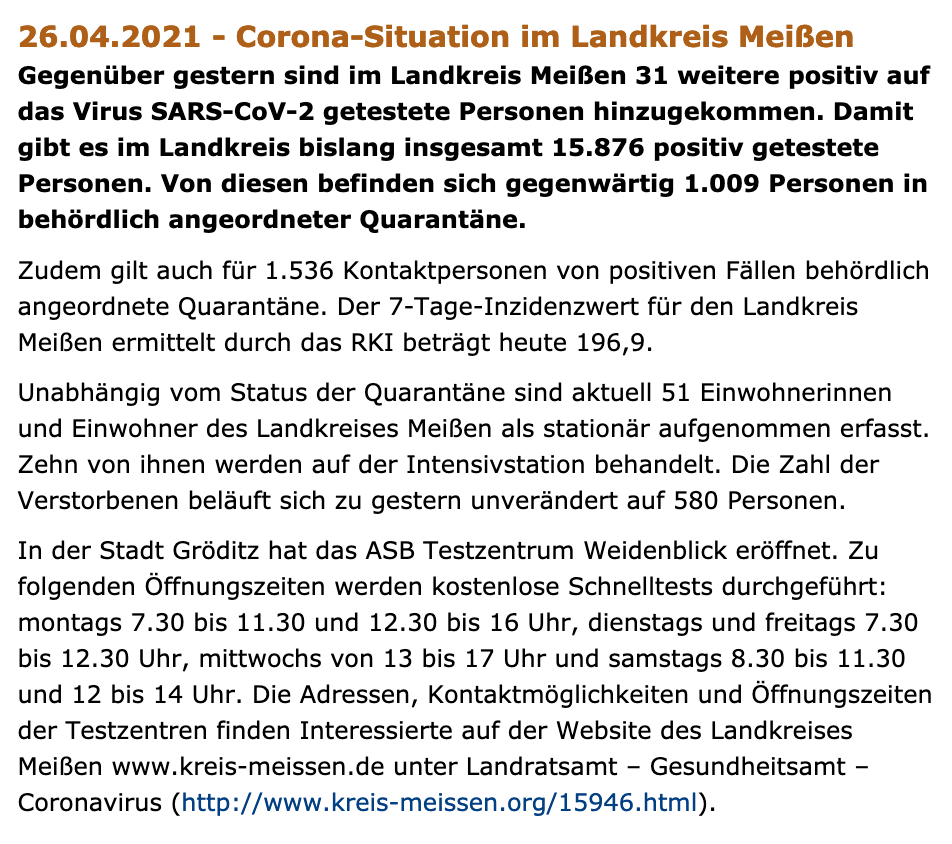 26.04.2021 - Corona-Situation im Landkreis Meißen
Gegenüber gestern sind im Landkreis Meißen 31 weitere positiv auf
das Virus SARS-CoV-2 getestete Personen hinzugekommen. Damit
gibt es im Landkreis bislang insgesamt 15.876 positiv getestete
Personen. Von diesen befinden sich gegenwärtig 1.009 Personen in
behördlich angeordneter Quarantäne.
Zudem gilt auch für 1.536 Kontaktpersonen von positiven Fällen behördlich
angeordnete Quarantäne. Der 7-Tage-Inzidenzwert für den Landkreis
Meißen ermittelt durch das RKI beträgt heute 196,9.
Unabhängig vom Status der Quarantäne sind aktuell 51 Einwohnerinnen
und Einwohner des Landkreises Meißen als stationär aufgenommen erfasst.
Zehn von ihnen werden auf der Intensivstation behandelt. Die Zahl der
Verstorbenen beläuft sich zu gestern unverändert auf 580 Personen.
In der Stadt Gröditz hat das ASB Testzentrum Weidenblick eröffnet. Zu
folgenden Öffnungszeiten werden kostenlose Schnelltests durchgeführt:
montags 7.30 bis 11.30 und 12.30 bis 16 Uhr, dienstags und freitags 7.30
bis 12.30 Uhr, mittwochs von 13 bis 17 Uhr und samstags 8.30 bis 11.30
und 12 bis 14 Uhr. Die Adressen, Kontaktmöglichkeiten und Öffnungszeiten
der Testzentren finden Interessierte auf der Website des Landkreises
Meißen www.kreis-meissen.de unter Landratsamt – Gesundheitsamt –
Coronavirus (http://www.kreis-meissen.org/15946.html).